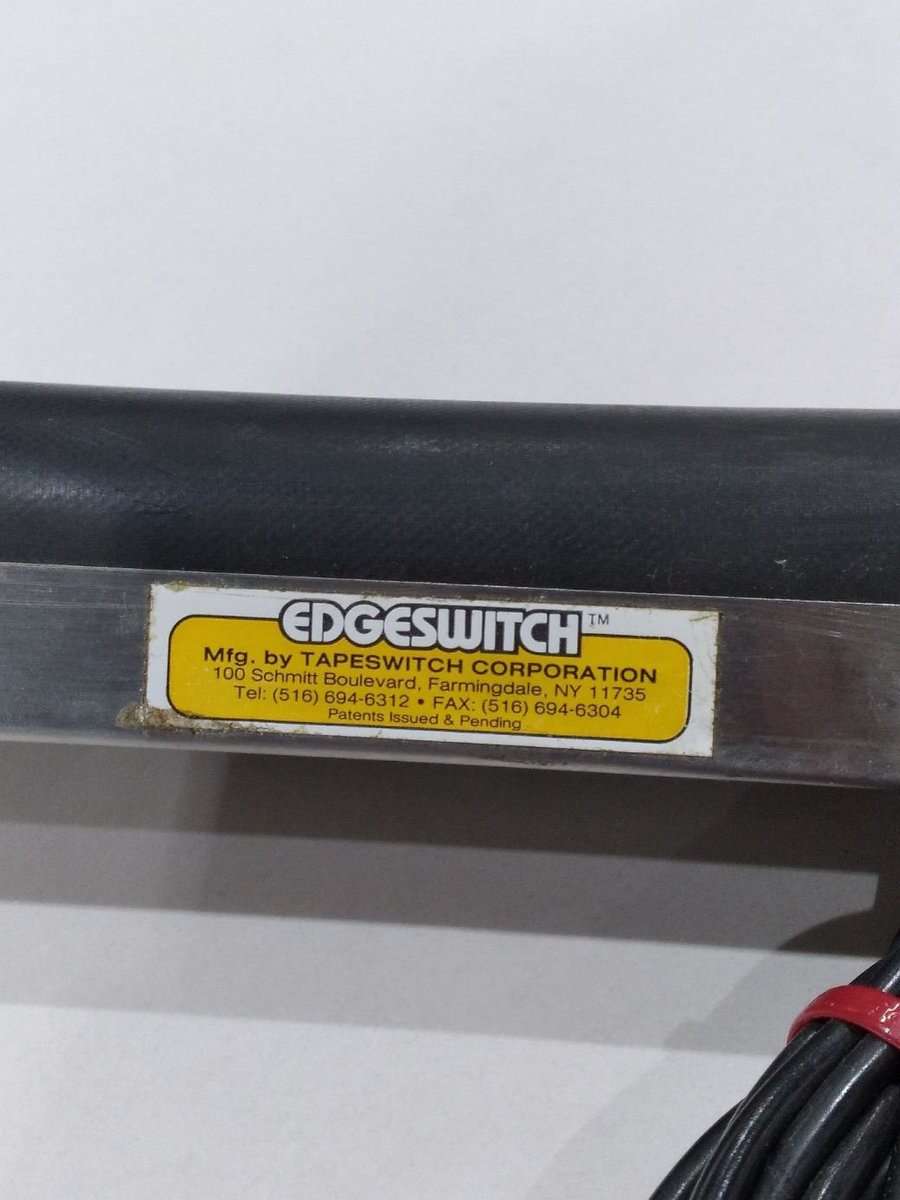 EDGESWITCH™
Mfg. by TAPESWITCH CORPORATION
100 Schmitt Boulevard, Farmingdale, NY 11735
Tel: (516) 694-6312 • FAX: (516) 694-6304
Patents Issued & Pending